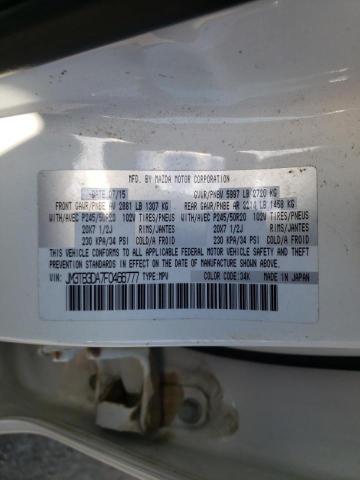 MFD. BY MAZDA MOTOR CORPORATION
DATE 07/15 GVWR/PNBV 5997 LB 2720 KG
FRONT GAWR/PNBE AV 2881 LB 1307 KG REAR GAWR/PNBE AR LB 1458 KG
WITH/AVEC P245/50R20 102V TIRES/PNEUS WITH/AVEC P245/50R20 102V TIRES/PNEUS
20X7 1/2J RIMS/JANTES 20X7 1/2J RIMS/JANTES
230 KPA/34 PSI COLD/A FROID 230 KPA/34 PSI COLD/A FROID
THIS VEHICLE CONFORMS TO ALL APPLICABLE FEDERAL MOTOR VEHICLE
SAFETY AND THEFT PREVENTION STANDARDS IN EFFECT ON THE DATE OF
MANUFACTURE SHOWN ABOVE.
VIN: JM3TB3DA7F0466777 TYPE:MPV COLOR CODE:34K MADE IN JAPAN